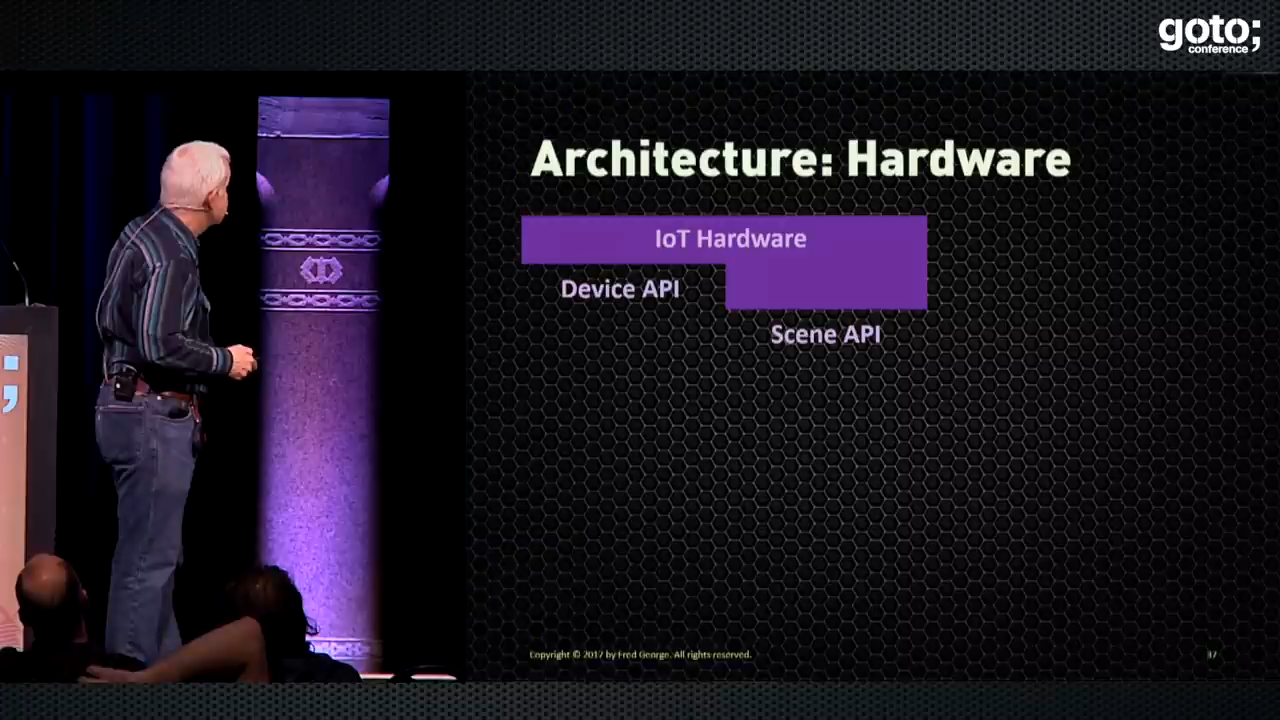 goto;
conference
Architecture: Hardware
IoT Hardware
Device API
Scene API
Copyright © 2017 by Fred George. All rights reserved.
;